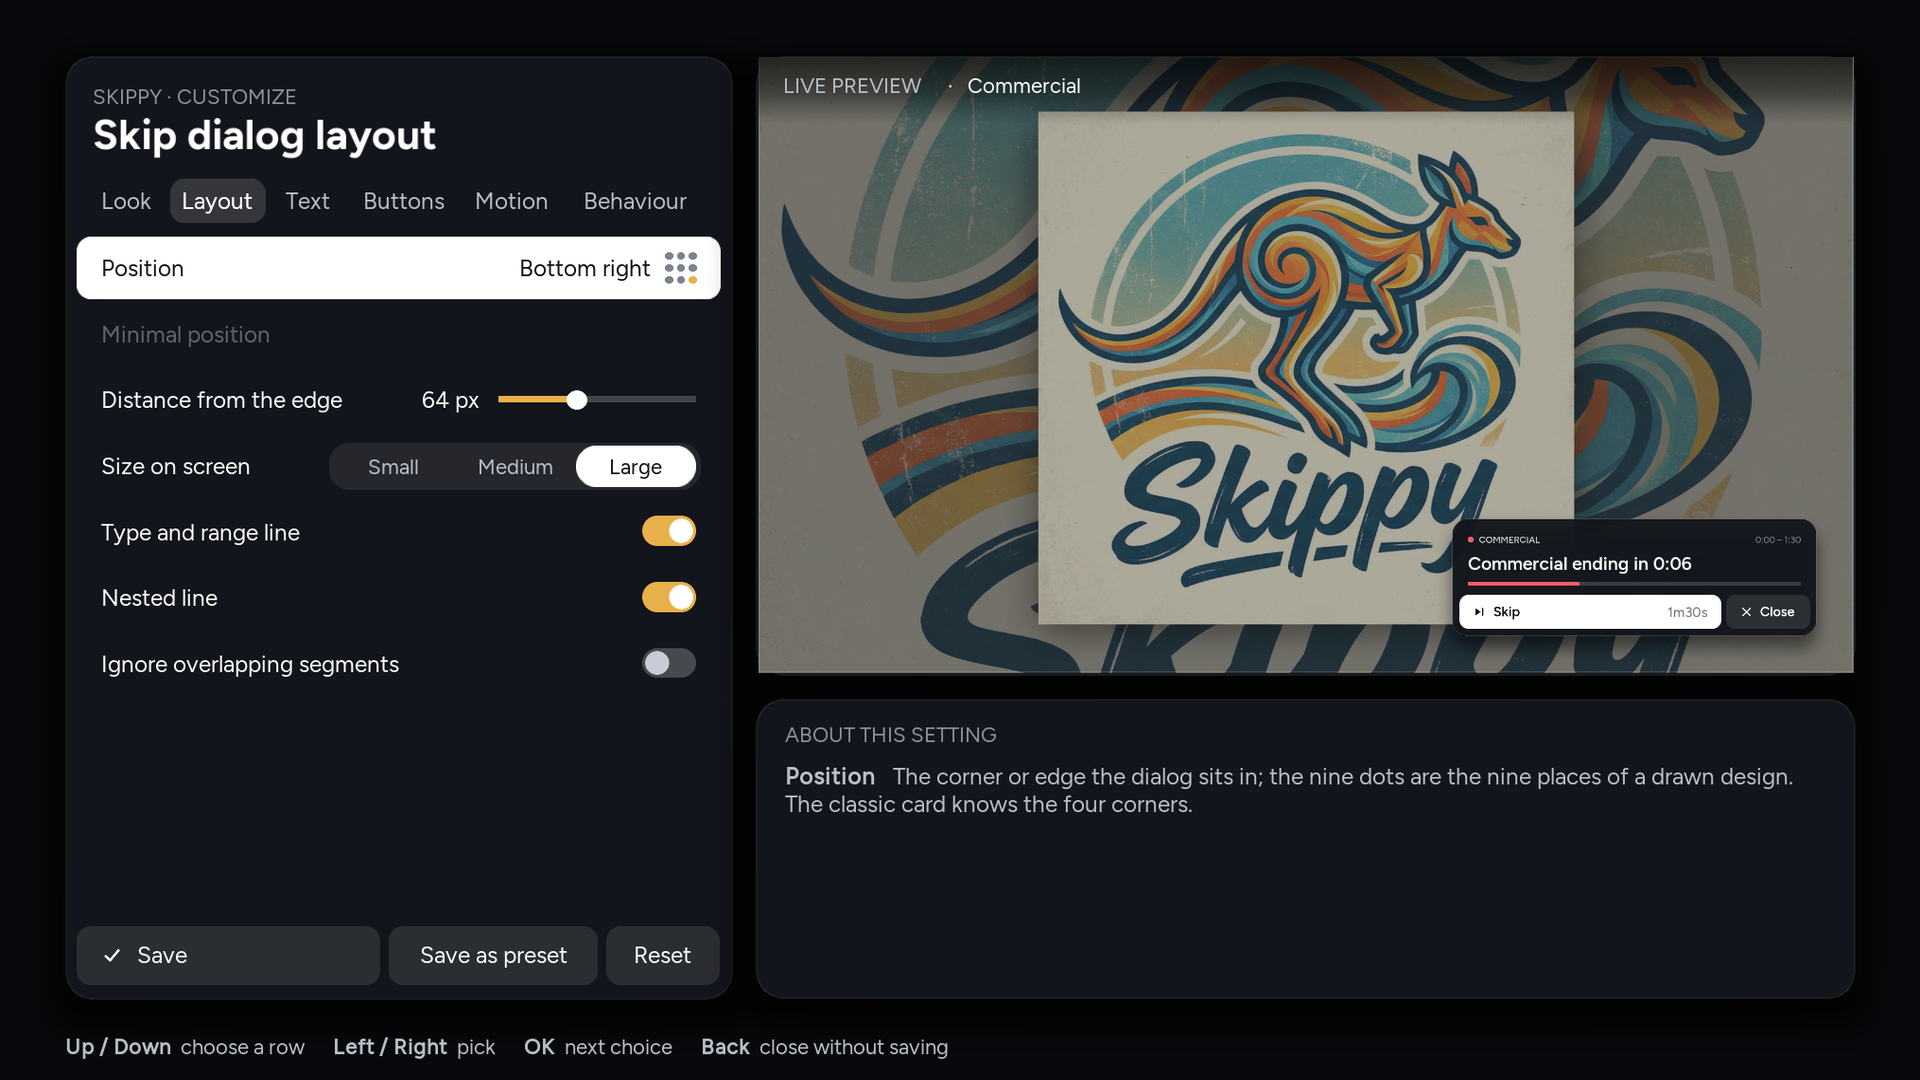 SKIPPY · CUSTOMIZE
Skip dialog layout
Look Layout Text Buttons Motion Behaviour
Position Bottom right
Minimal position
Distance from the edge 64 px
Size on screen Small Medium Large
Type and range line
Nested line
Ignore overlapping segments
Save Save as preset Reset
LIVE PREVIEW · Commercial
Skippy
Skippy
COMMERCIAL 0:00 – 1:30
Commercial ending in 0:06
Skip 1m30s Close
ABOUT THIS SETTING
Position The corner or edge the dialog sits in; the nine dots are the nine places of a drawn design.
The classic card knows the four corners.
Up / Down choose a row Left / Right pick OK next choice Back close without saving